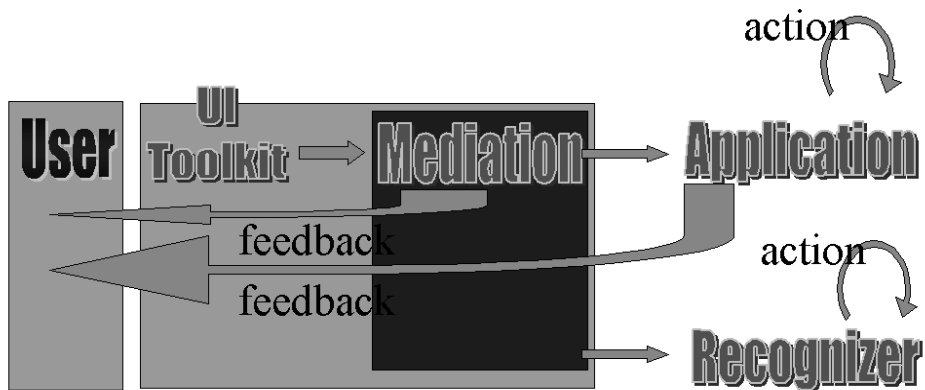 action
User
UI
Toolkit
Mediation
Application
feedback
action
feedback
Recognizer